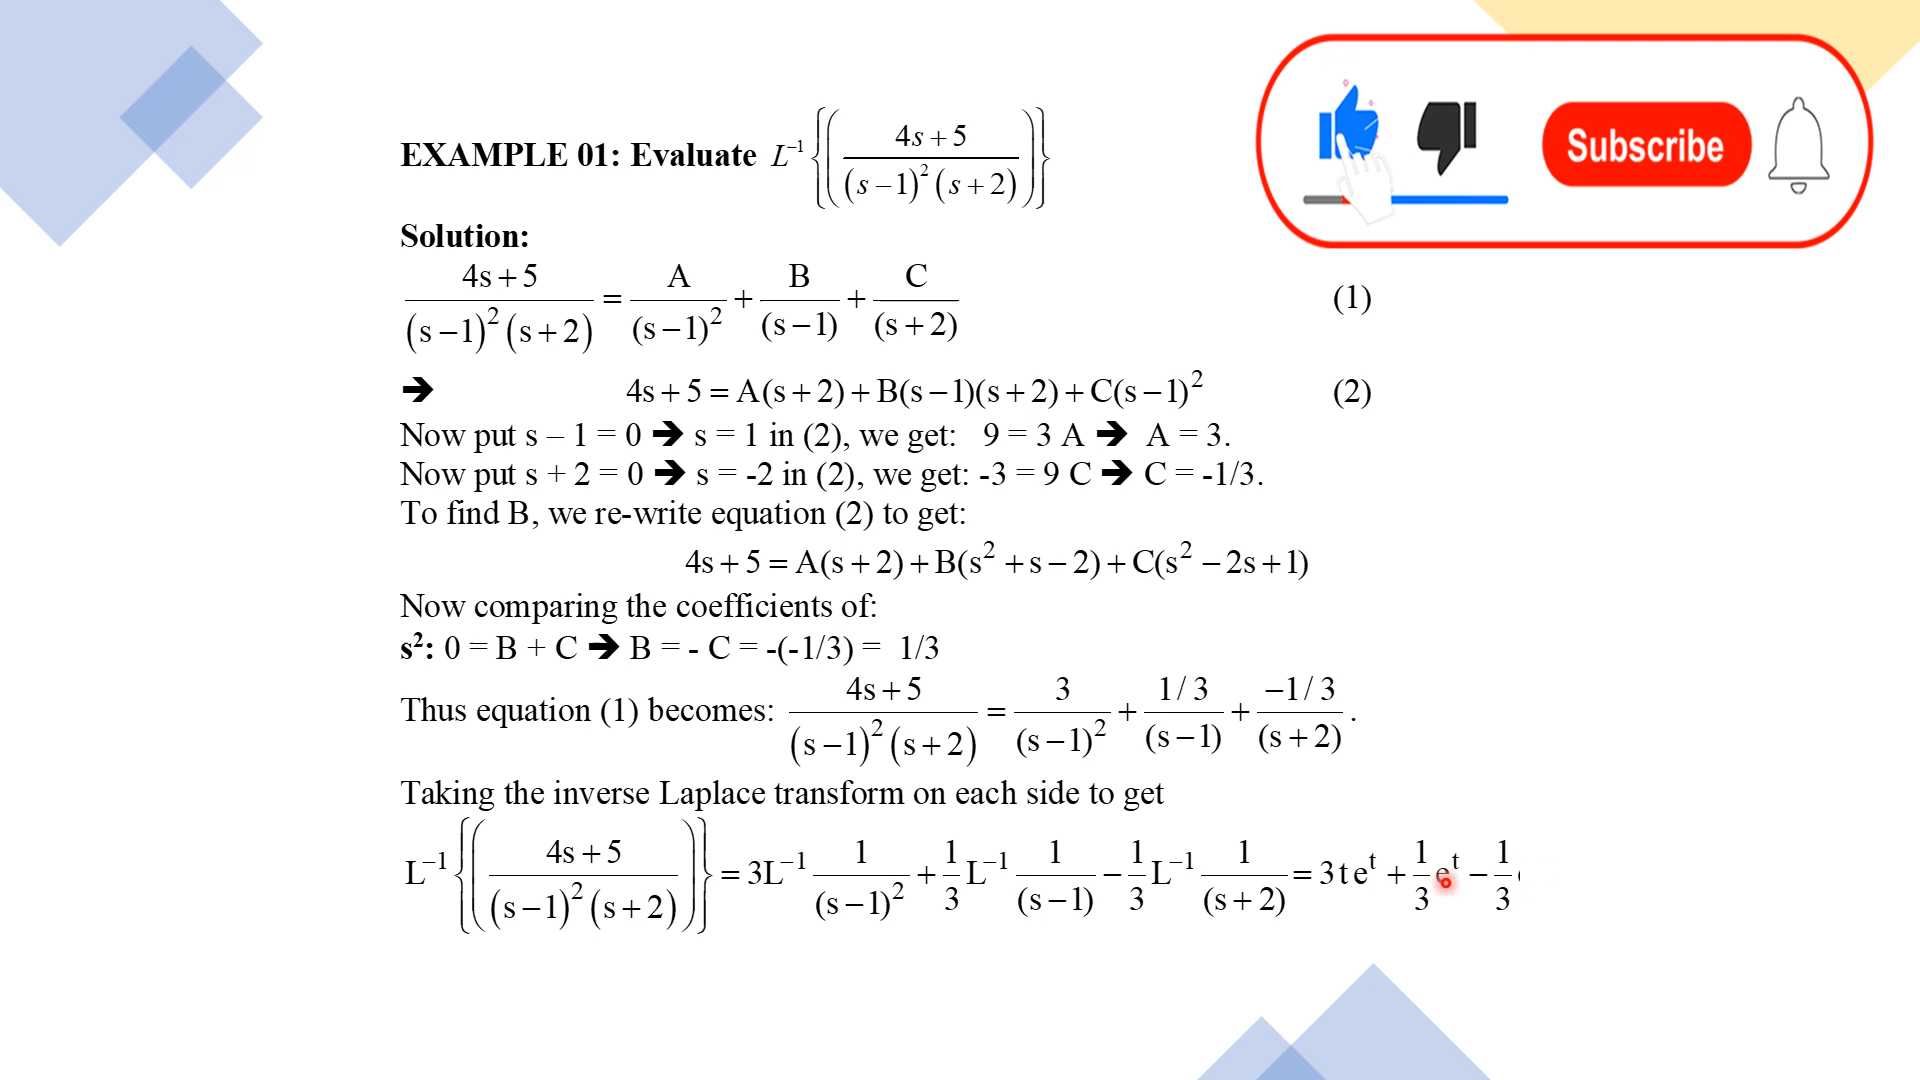 EXAMPLE 01: Evaluate L⁻¹{((4s+5)/((s−1)²(s+2)))}
Subscribe
Solution:
(4s+5)/((s−1)²(s+2)) = A/(s−1)² + B/(s−1) + C/(s+2) (1)
➔ 4s+5 = A(s+2)+B(s−1)(s+2)+C(s−1)² (2)
Now put s – 1 = 0 ➔ s = 1 in (2), we get: 9 = 3 A ➔ A = 3.
Now put s + 2 = 0 ➔ s = -2 in (2), we get: -3 = 9 C ➔ C = -1/3.
To find B, we re-write equation (2) to get:
4s+5 = A(s+2)+B(s²+s−2)+C(s²−2s+1)
Now comparing the coefficients of:
s²: 0 = B + C ➔ B = - C = -(-1/3) = 1/3
Thus equation (1) becomes: (4s+5)/((s−1)²(s+2)) = 3/(s−1)² + (1/3)/(s−1) + (−1/3)/(s+2).
Taking the inverse Laplace transform on each side to get
L⁻¹{((4s+5)/((s−1)²(s+2)))} = 3L⁻¹ 1/(s−1)² + 1/3 L⁻¹ 1/(s−1) − 1/3 L⁻¹ 1/(s+2) = 3teᵗ + 1/3 eᵗ − 1/3